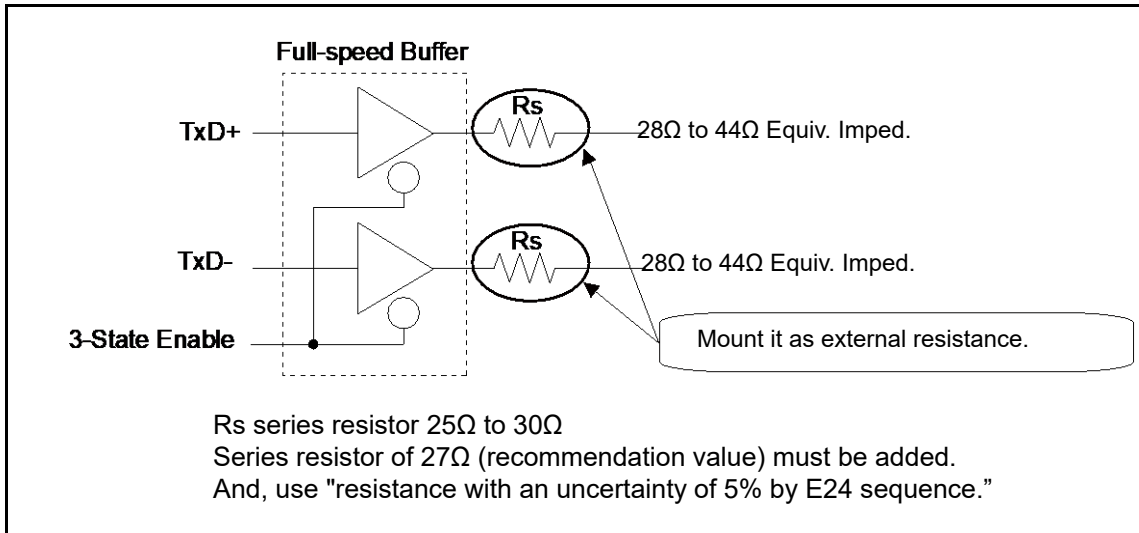 Full-speed Buffer
Rs
TxD+
28Ω to 44Ω Equiv. Imped.
Rs
TxD-
28Ω to 44Ω Equiv. Imped.
3-State Enable
Mount it as external resistance.
Rs series resistor 25Ω to 30Ω
Series resistor of 27Ω (recommendation value) must be added.
And, use "resistance with an uncertainty of 5% by E24 sequence.”